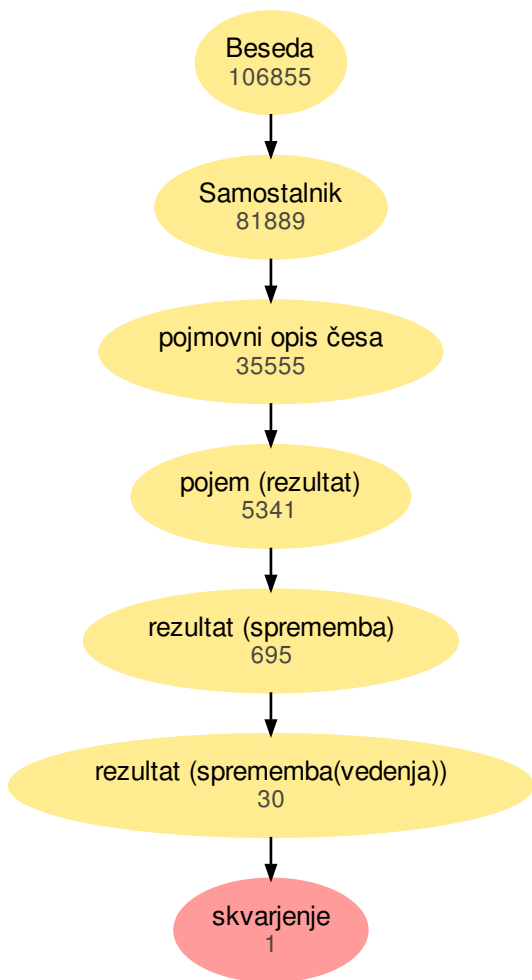 Beseda
106855
Samostalnik
81889
pojmovni opis česa
35555
pojem (rezultat)
5341
rezultat (sprememba)
695
rezultat (sprememba(vedenja))
30
skvarjenje
1